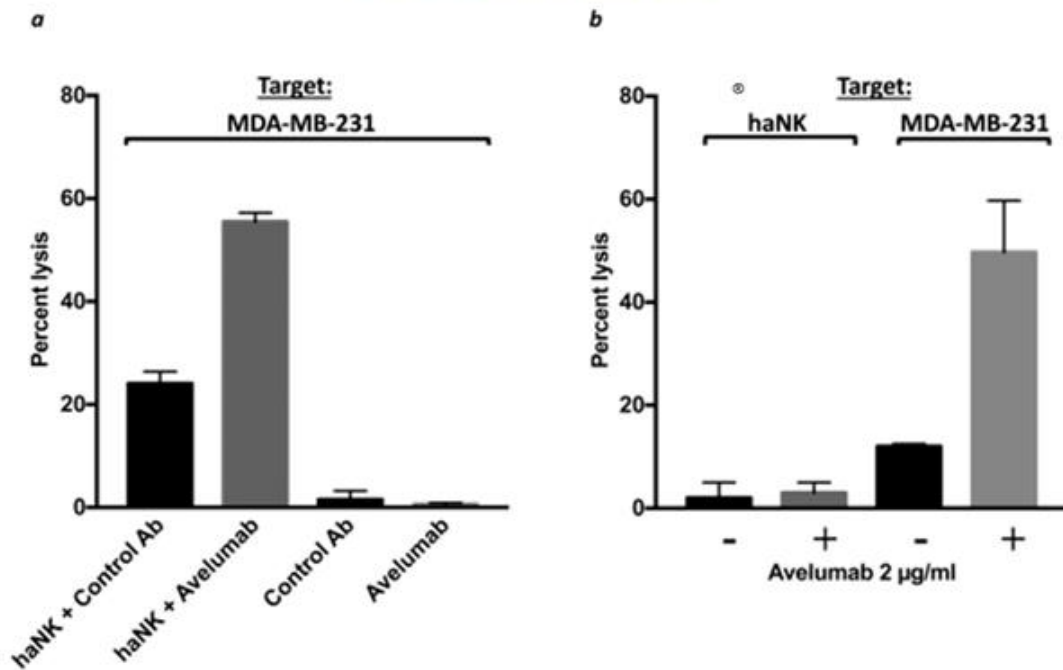 a
80
60
40
20
0
Percent lysis
Target:
MDA-MB-231
haNK + Control Ab
haNK + Avelumab
Control Ab
Avelumab
b
80
60
40
20
0
Percent lysis
®
Target:
haNK
MDA-MB-231
- + - +
Avelumab 2 µg/ml